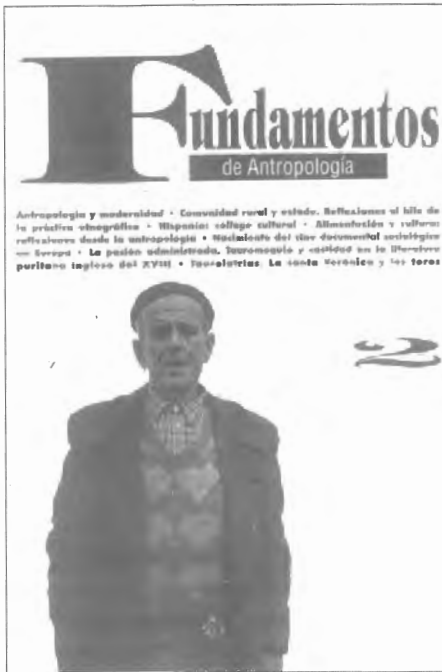 Fundamentos
de Antropología
Antropología y modernidad · Comunidad rural y estado. Reflexiones al hilo de
la práctica etnográfica · collage cultural · Alimentación y cultura:
reflexiones desde la antropología · Nacimiento del cine documental sociológico
en Europa · La pasión administrada. Tauromaquia y castidad en la literatura
puritana inglesa del XVIII · Taurolatrías. La santa Verónica y los toros
2